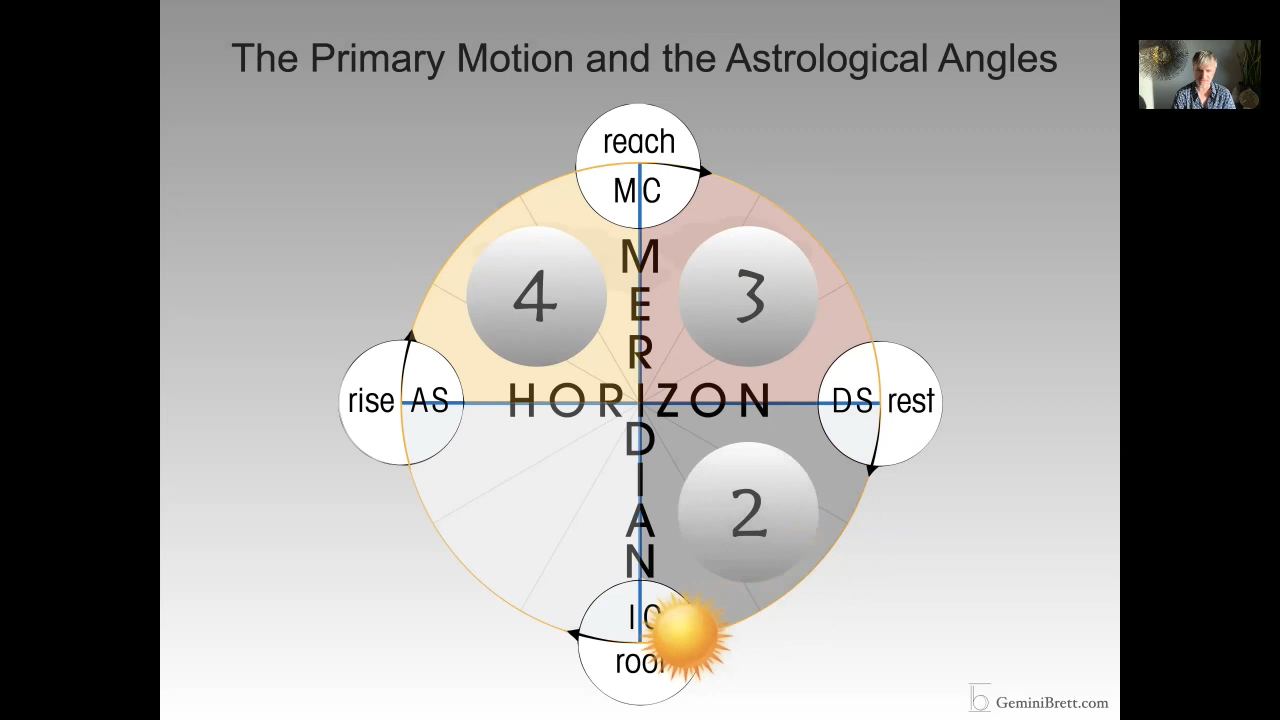 The Primary Motion and the Astrological Angles
reach
MC
4
3
MERIDIAN
HORIZON
rise AS
DS rest
2
GeminiBrett.com